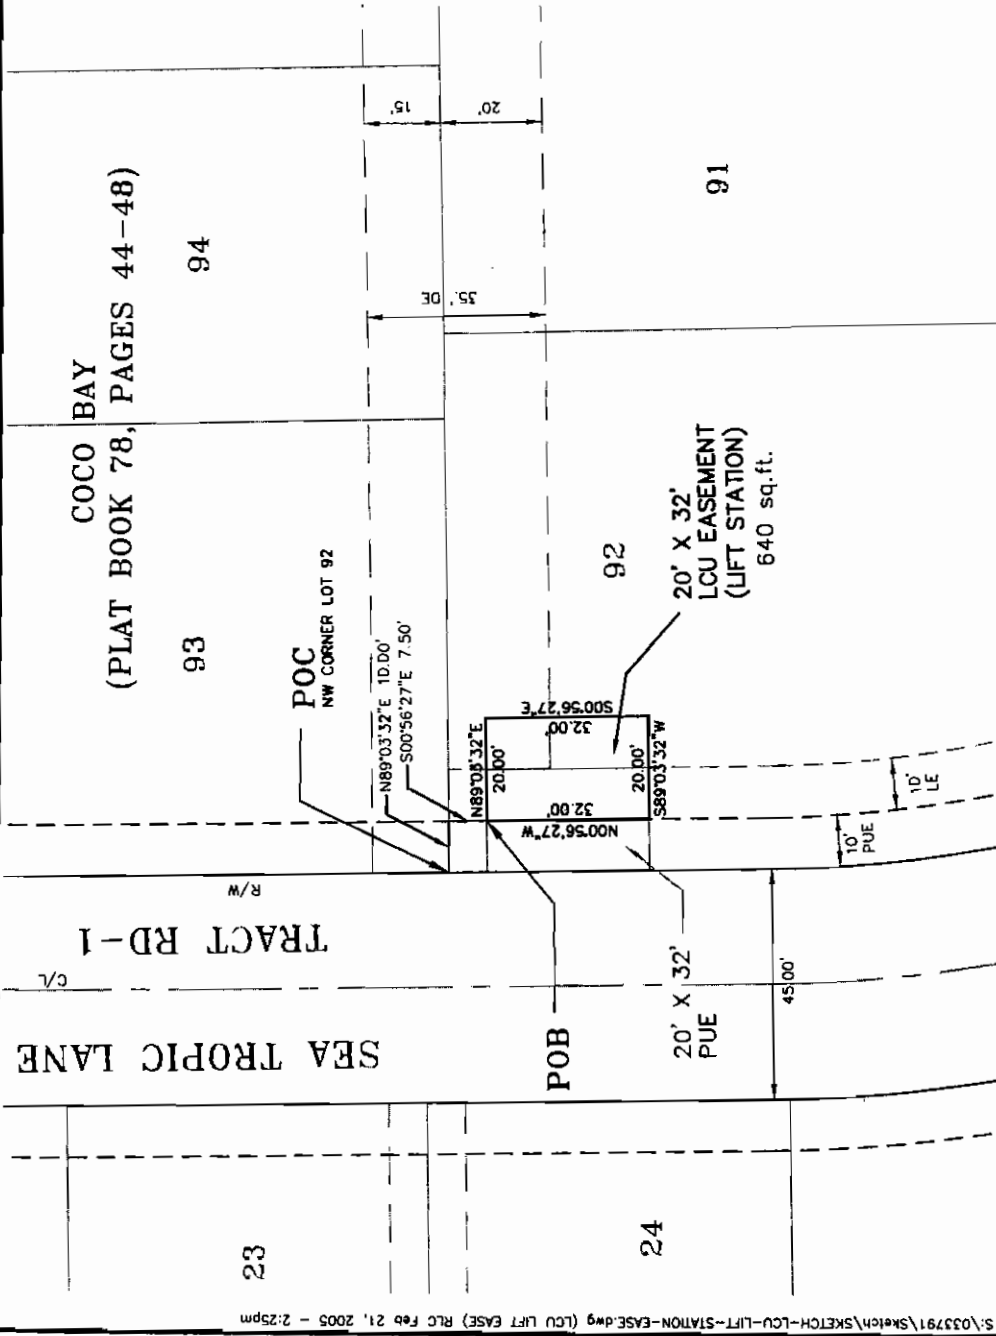 COCO BAY
(PLAT BOOK 78, PAGES 44-48)
94
93
91
92
15'
20'
35.' DE
POC
NW CORNER LOT 92
N89°03'32"E 10.00'
S00°56'27"E 7.50'
N89°03'32"E
20.00'
S00°56'27"E
32.00'
32.00'
N00°56'27"W
20.00'
S89°03'32"W
20' X 32'
LCU EASEMENT
(LIFT STATION)
640 sq.ft.
10'
LE
10'
PUE
R/W
TRACT RD-1
C/L
SEA TROPIC LANE
POB
20' X 32'
PUE
45.00'
23
24
S:\033791\Sketch\SKETCH-LCU-LIFT-STATION-EASE.dwg (LCU LIFT EASE) RLC Feb 21, 2005 - 2:25pm